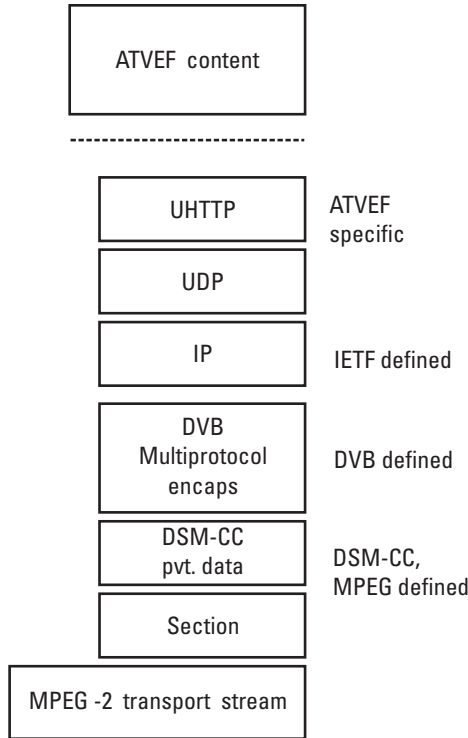 ATVEF content
UHTTP
ATVEF
specific
UDP
IP
IETF defined
DVB
Multiprotocol
encaps
DVB defined
DSM-CC
pvt. data
DSM-CC,
MPEG defined
Section
MPEG -2 transport stream